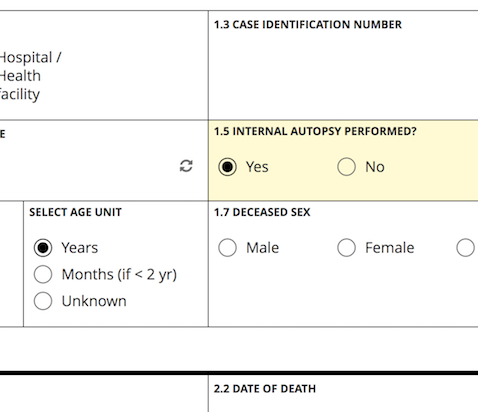 1.3 CASE IDENTIFICATION NUMBER
Hospital /
Health
facility
E
1.5 INTERNAL AUTOPSY PERFORMED?
Yes
No
SELECT AGE UNIT
Years
Months (if < 2 yr)
Unknown
1.7 DECEASED SEX
Male
Female
2.2 DATE OF DEATH